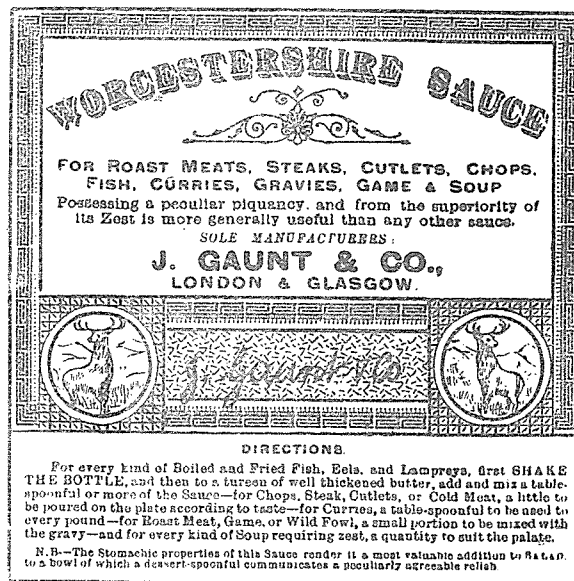 WORCESTERSHIRE SAUCE
FOR ROAST MEATS, STEAKS, CUTLETS, CHOPS,
FISH, CURRIES, GRAVIES, GAME & SOUP
Possessing a peculiar piquancy, and from the superiority of
its Zest is more generally useful than any other sauce.
SOLE MANUFACTURERS:
J. GAUNT & CO.,
LONDON & GLASGOW.
J. Gaunt & Co
DIRECTIONS.
For every kind of Boiled and Fried Fish, Eels, and Lampreys, first SHAKE
THE BOTTLE, and then to a tureen of well thickened butter, add and mix a table-
spoonful or more of the Sauce—for Chops, Steak, Cutlets, or Cold Meat, a little to
be poured on the plate according to taste—for Curries, a table-spoonful to be used to
every pound—for Roast Meat, Game, or Wild Fowl, a small portion to be mixed with
the gravy—and for every kind of Soup requiring zest, a quantity to suit the palate.
N.B.—The Stomachic properties of this Sauce render it a most valuable addition to
to a bowl of which a dessert-spoonful communicates a peculiarly agreeable relish